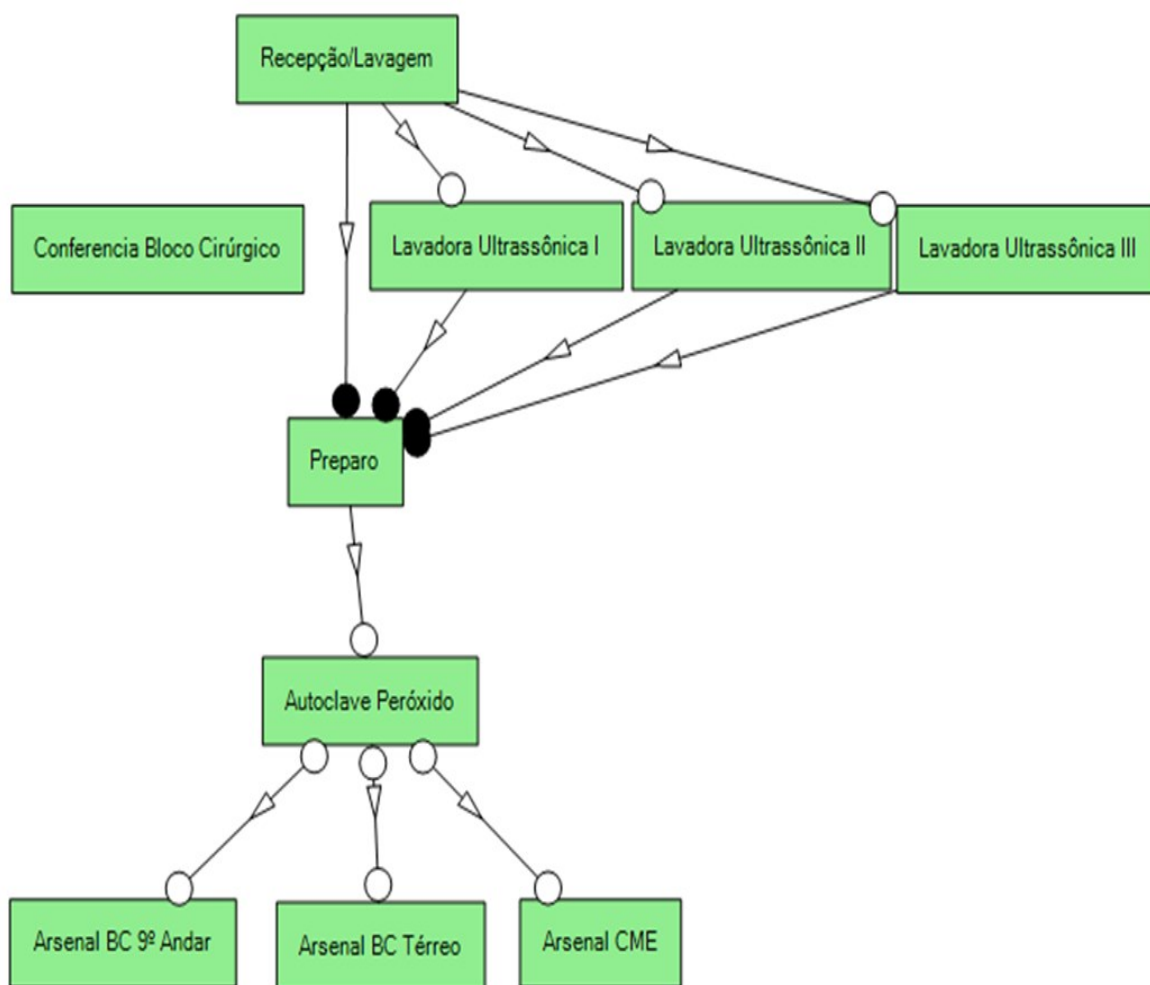 Recepção/Lavagem
Conferencia Bloco Cirúrgico
Lavadora Ultrassônica I
Lavadora Ultrassônica II
Lavadora Ultrassônica III
Preparo
Autoclave Peróxido
Arsenal BC 9º Andar
Arsenal BC Térreo
Arsenal CME